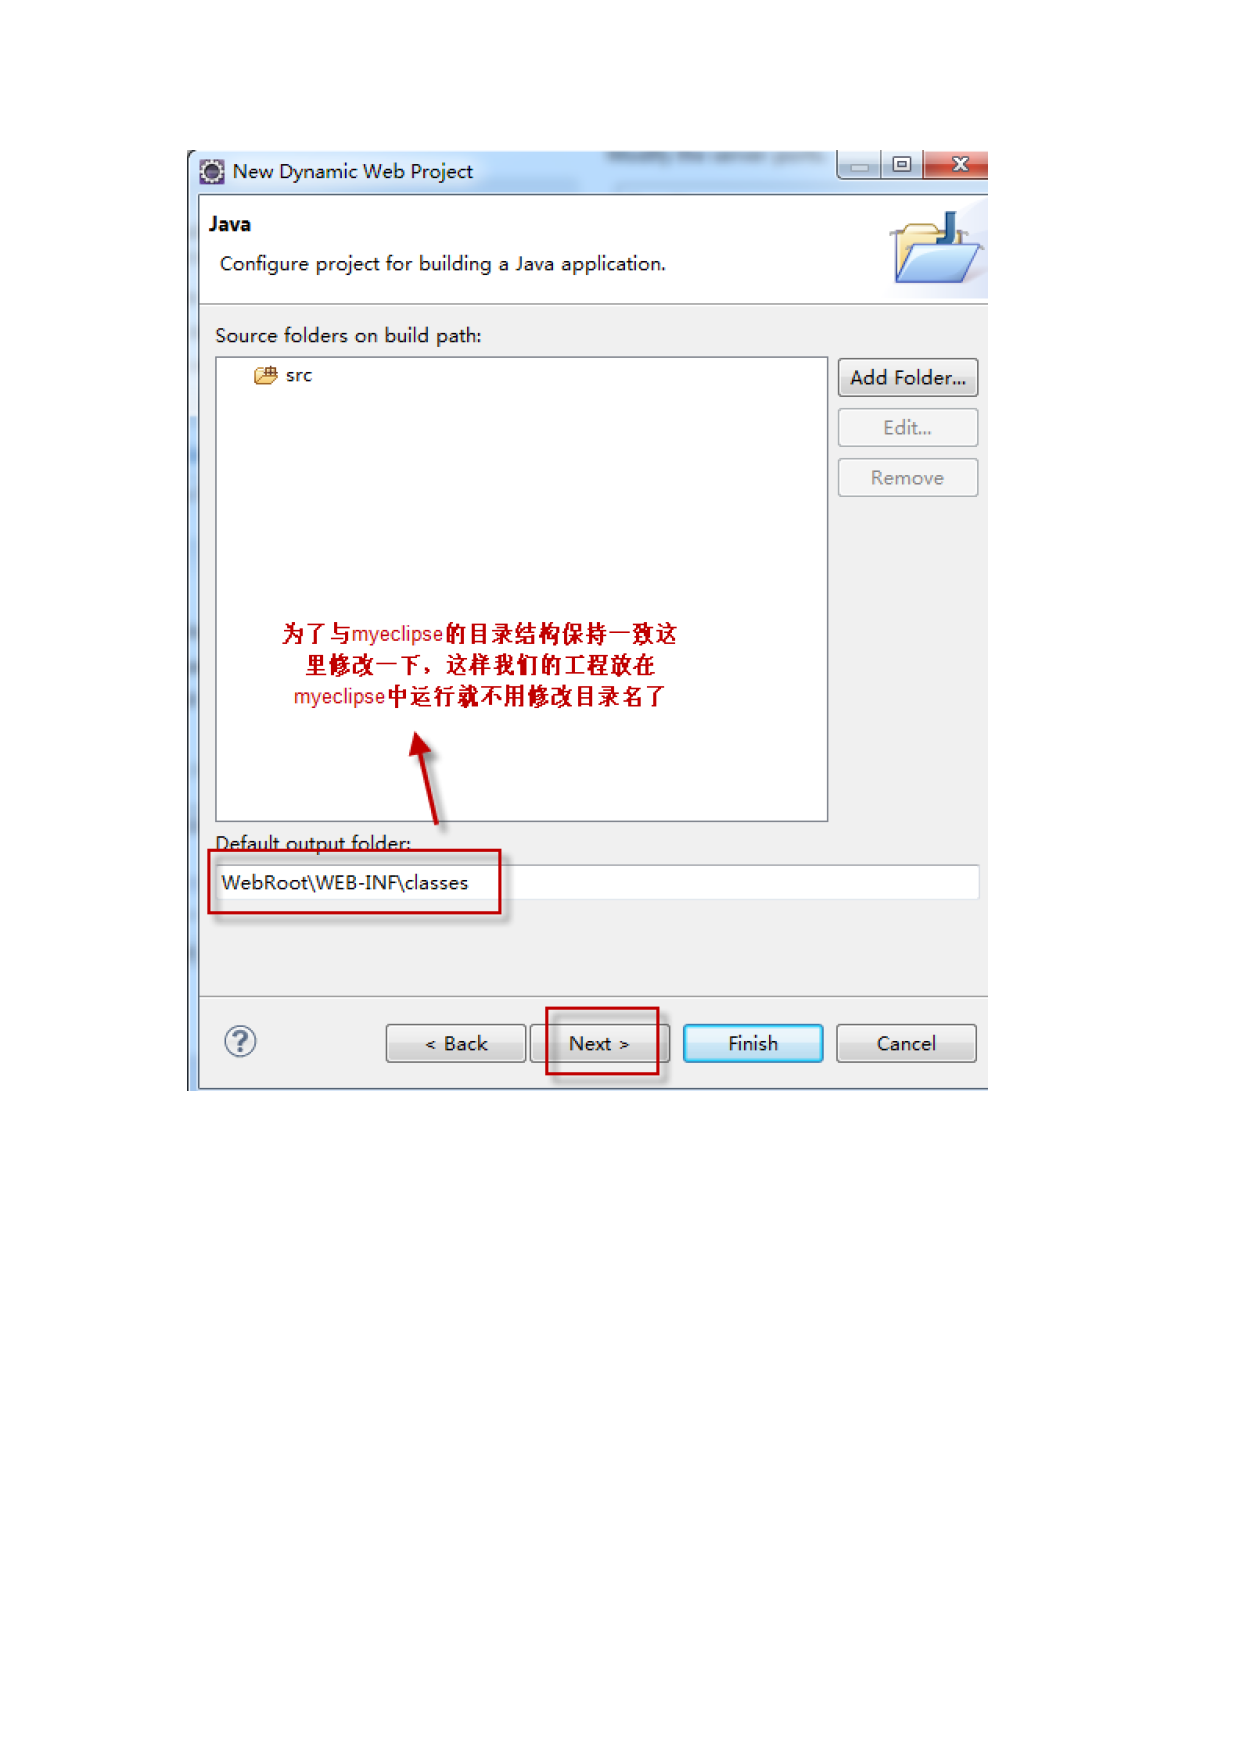 New Dynamic Web Project
Java
Configure project for building a Java application.
Source folders on build path:
src
Add Folder...
Edit...
Remove
为了与myeclipse的目录结构保持一致这
里修改一下，这样我们的工程放在
myeclipse中运行就不用修改目录名了
Default output folder:
WebRoot\WEB-INF\classes
< Back
Next >
Finish
Cancel